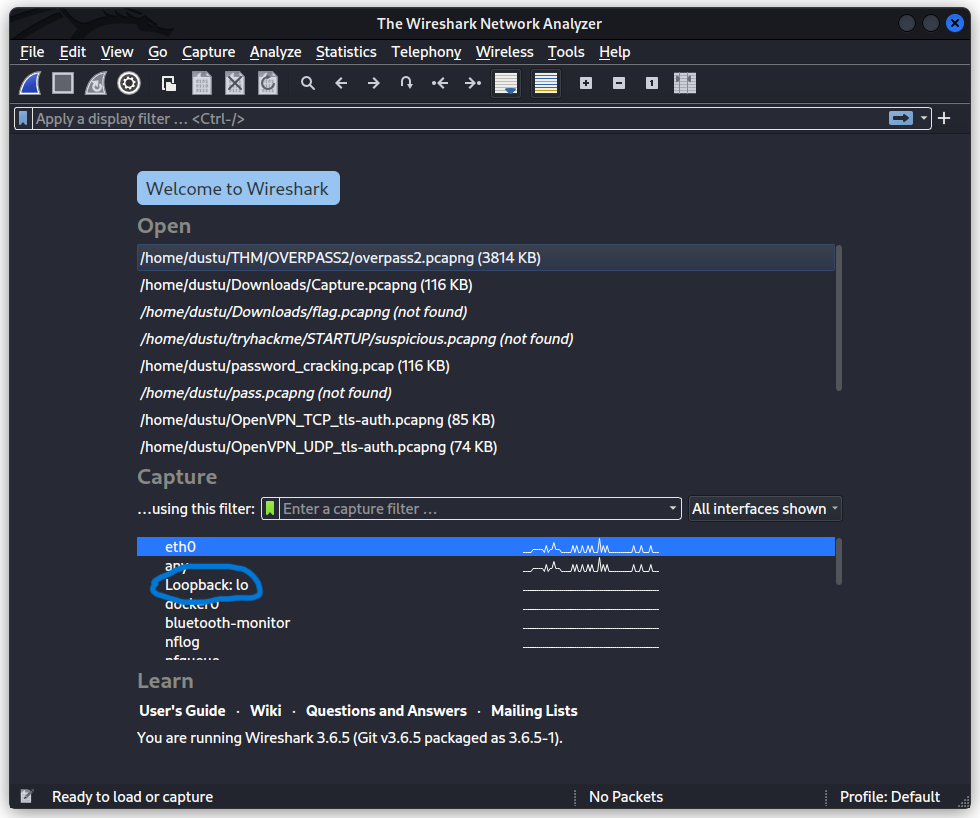 The Wireshark Network Analyzer
File Edit View Go Capture Analyze Statistics Telephony Wireless Tools Help
Apply a display filter … <Ctrl-/>
Welcome to Wireshark
Open
/home/dustu/THM/OVERPASS2/overpass2.pcapng (3814 KB)
/home/dustu/Downloads/Capture.pcapng (116 KB)
/home/dustu/Downloads/flag.pcapng (not found)
/home/dustu/tryhackme/STARTUP/suspicious.pcapng (not found)
/home/dustu/password_cracking.pcap (116 KB)
/home/dustu/pass.pcapng (not found)
/home/dustu/OpenVPN_TCP_tls-auth.pcapng (85 KB)
/home/dustu/OpenVPN_UDP_tls-auth.pcapng (74 KB)
Capture
…using this filter: Enter a capture filter … All interfaces shown
eth0
any
Loopback: lo
docker0
bluetooth-monitor
nflog
nfqueue
Learn
User's Guide · Wiki · Questions and Answers · Mailing Lists
You are running Wireshark 3.6.5 (Git v3.6.5 packaged as 3.6.5-1).
Ready to load or capture No Packets Profile: Default